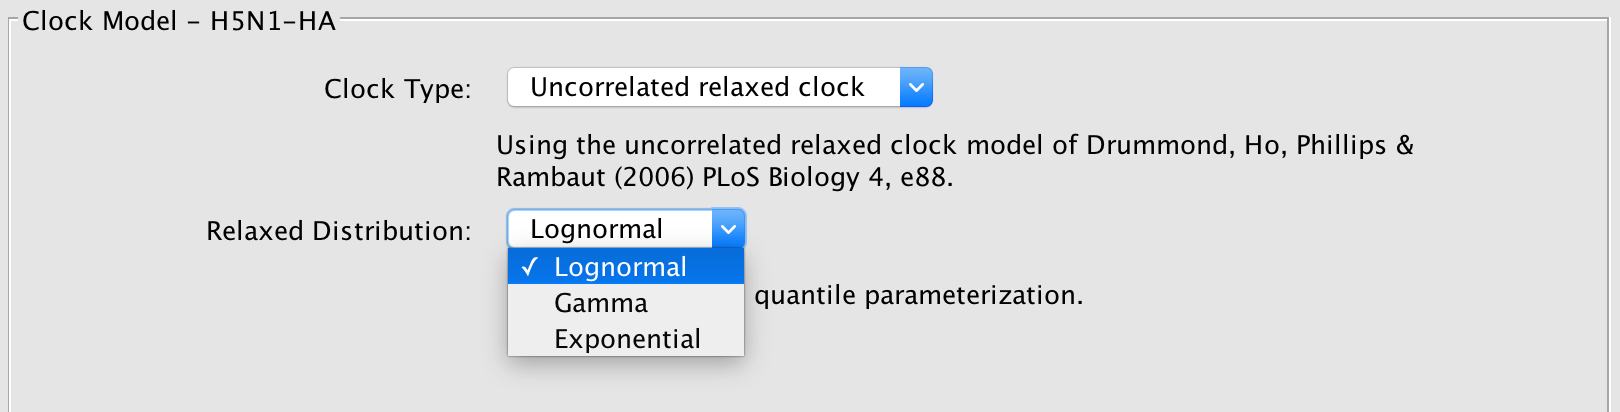 Clock Model - H5N1-HA
Clock Type: Uncorrelated relaxed clock
Using the uncorrelated relaxed clock model of Drummond, Ho, Phillips &
Rambaut (2006) PLoS Biology 4, e88.
Relaxed Distribution: Lognormal
✓ Lognormal
quantile parameterization.
Gamma
Exponential